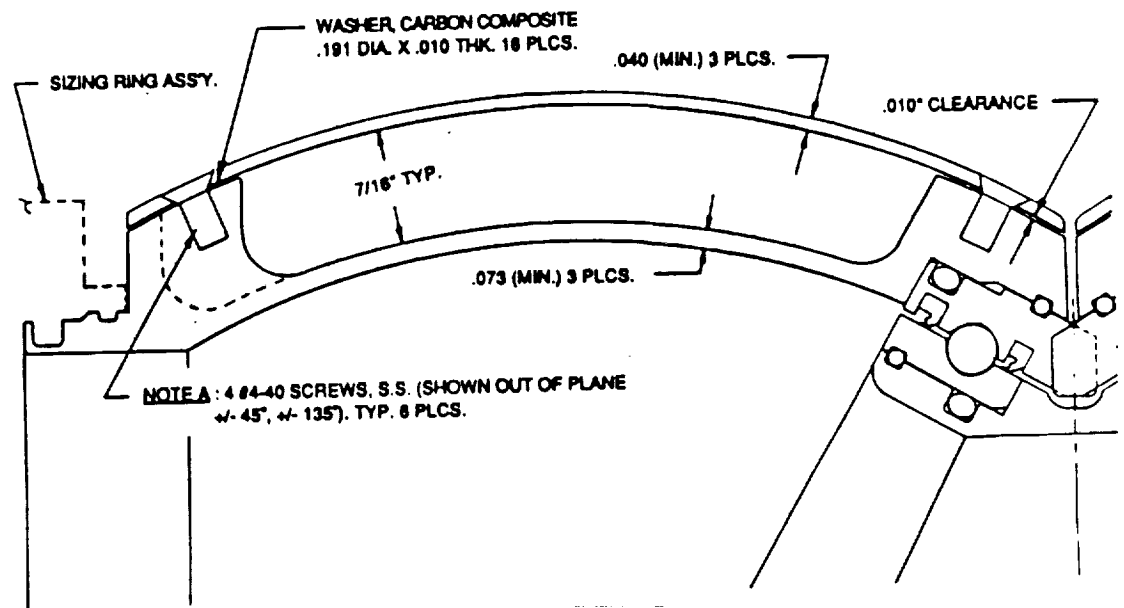 WASHER, CARBON COMPOSITE
.191 DIA. X .010 THK. 16 PLCS.
.040 (MIN.) 3 PLCS.
SIZING RING ASS'Y.
.010" CLEARANCE
7/16" TYP.
.073 (MIN.) 3 PLCS.
NOTE A : 4 #4-40 SCREWS, S.S. (SHOWN OUT OF PLANE
+/- 45°, +/- 135°). TYP. 6 PLCS.